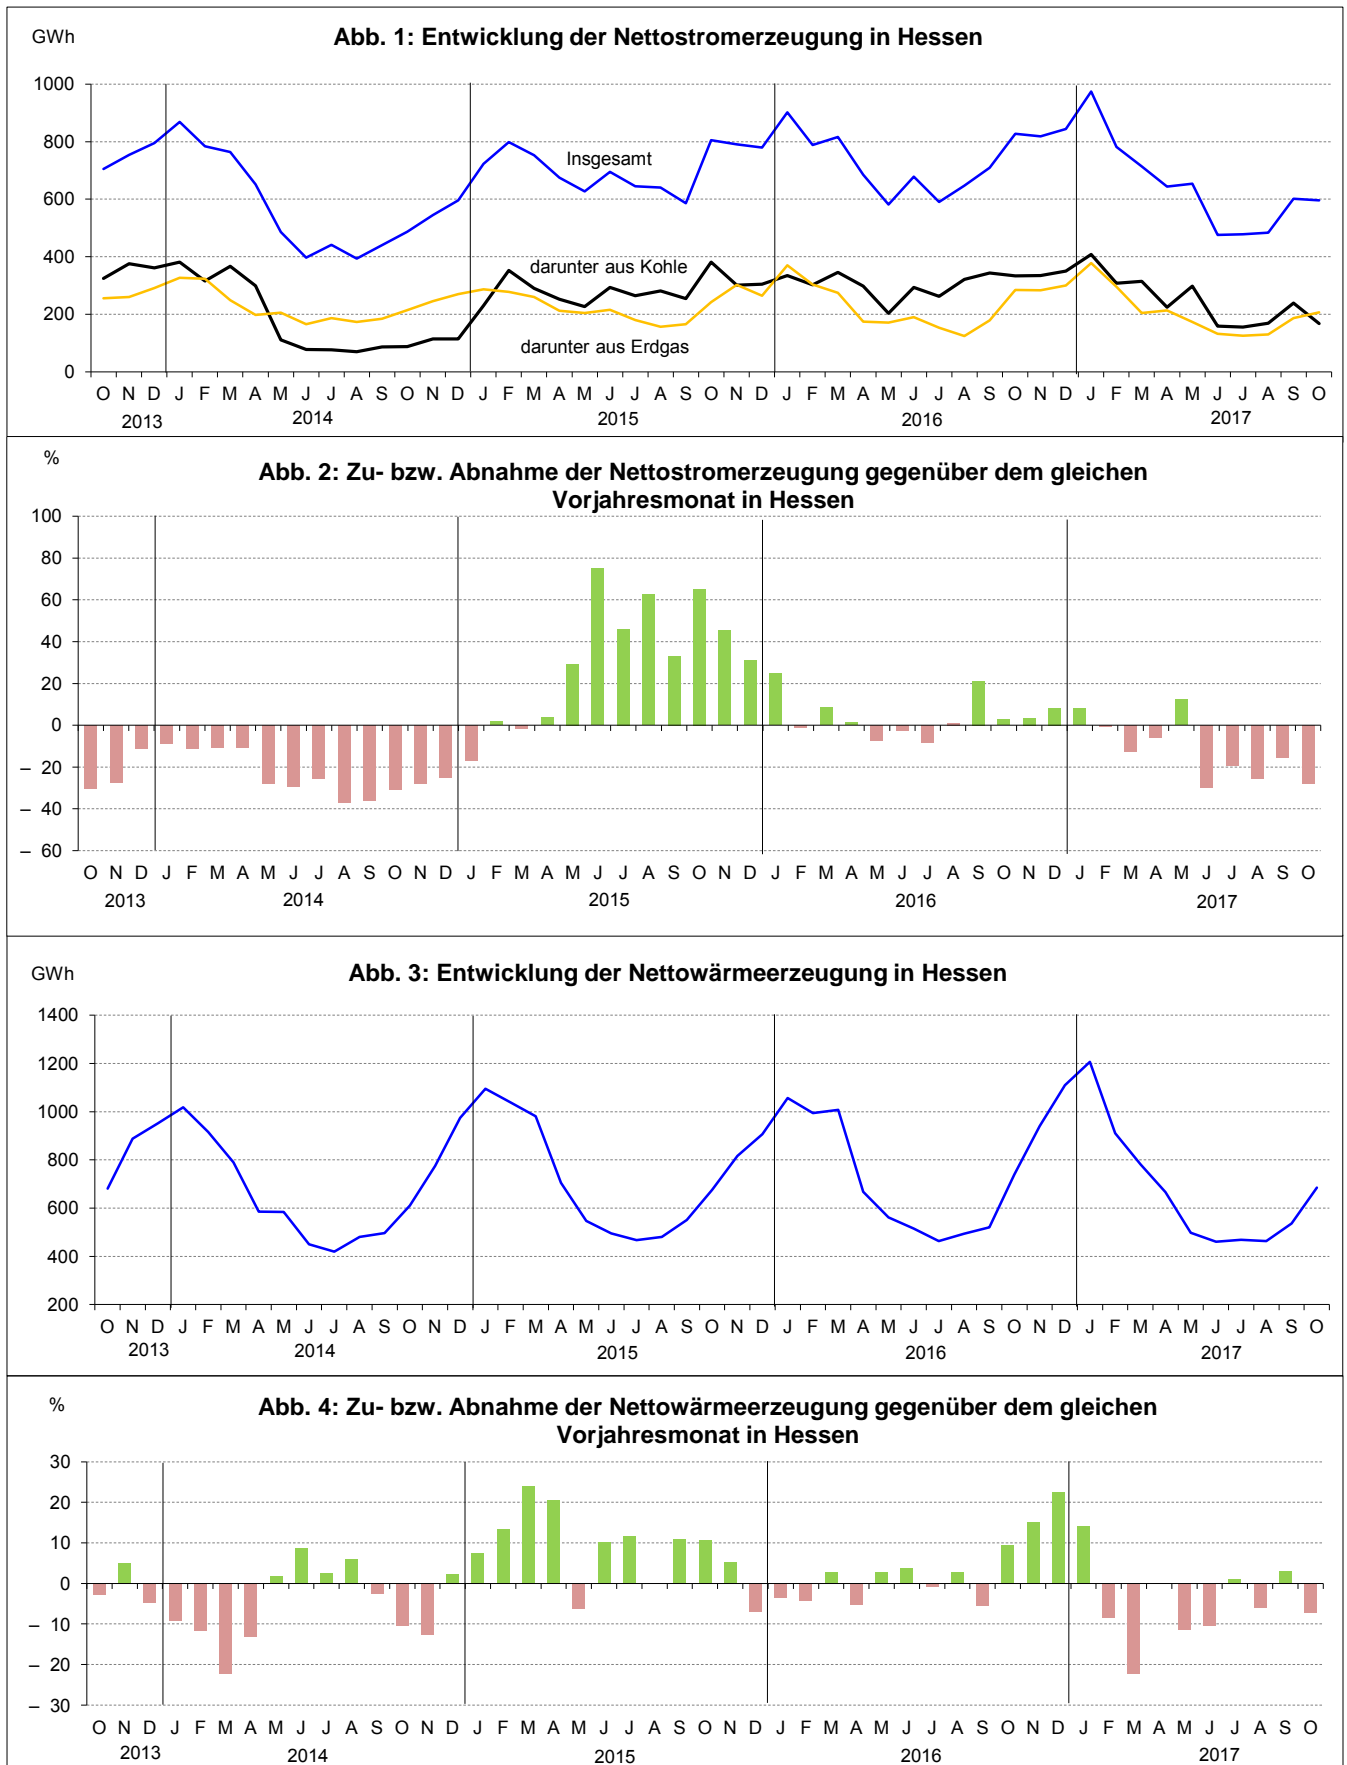 GWh
Abb. 1: Entwicklung der Nettostromerzeugung in Hessen
1000
800
600
400
200
0
Insgesamt
darunter aus Kohle
darunter aus Erdgas
O N D J F M A M J J A S O N D J F M A M J J A S O N D J F M A M J J A S O N D J F M A M J J A S O
2013 2014 2015 2016 2017
%
Abb. 2: Zu- bzw. Abnahme der Nettostromerzeugung gegenüber dem gleichen
Vorjahresmonat in Hessen
100
80
60
40
20
0
– 20
– 40
– 60
O N D J F M A M J J A S O N D J F M A M J J A S O N D J F M A M J J A S O N D J F M A M J J A S O
2013 2014 2015 2016 2017
GWh
Abb. 3: Entwicklung der Nettowärmeerzeugung in Hessen
1400
1200
1000
800
600
400
200
O N D J F M A M J J A S O N D J F M A M J J A S O N D J F M A M J J A S O N D J F M A M J J A S O
2013 2014 2015 2016 2017
%
Abb. 4: Zu- bzw. Abnahme der Nettowärmeerzeugung gegenüber dem gleichen
Vorjahresmonat in Hessen
30
20
10
0
– 10
– 20
– 30
O N D J F M A M J J A S O N D J F M A M J J A S O N D J F M A M J J A S O N D J F M A M J J A S O
2013 2014 2015 2016 2017